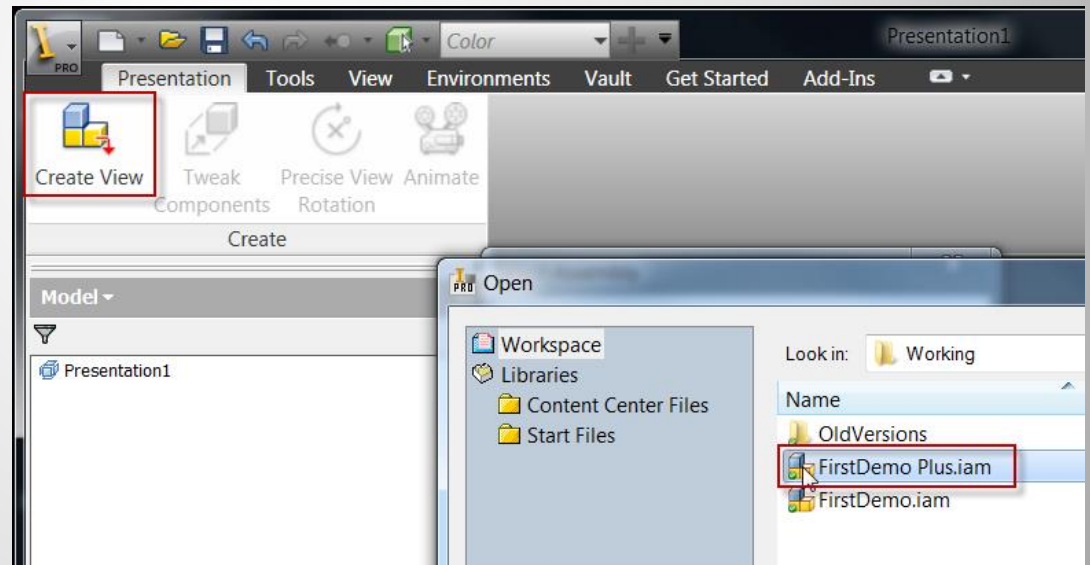 Color
Presentation1
PRO
Presentation Tools View Environments Vault Get Started Add-Ins
Create View
Tweak Components
Precise View Rotation
Animate
Create
Model
Presentation1
PRO Open
Workspace
Libraries
Content Center Files
Start Files
Look in: Working
Name
OldVersions
FirstDemo Plus.iam
FirstDemo.iam